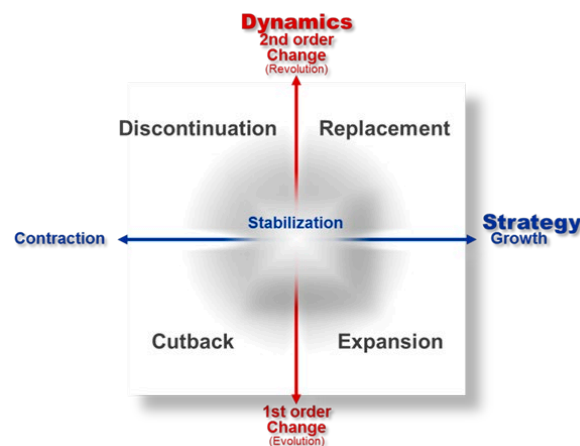 Dynamics
2nd order
Change
(Revolution)
Discontinuation
Replacement
Stabilization
Contraction
Strategy
Growth
Cutback
Expansion
1st order
Change
(Evolution)